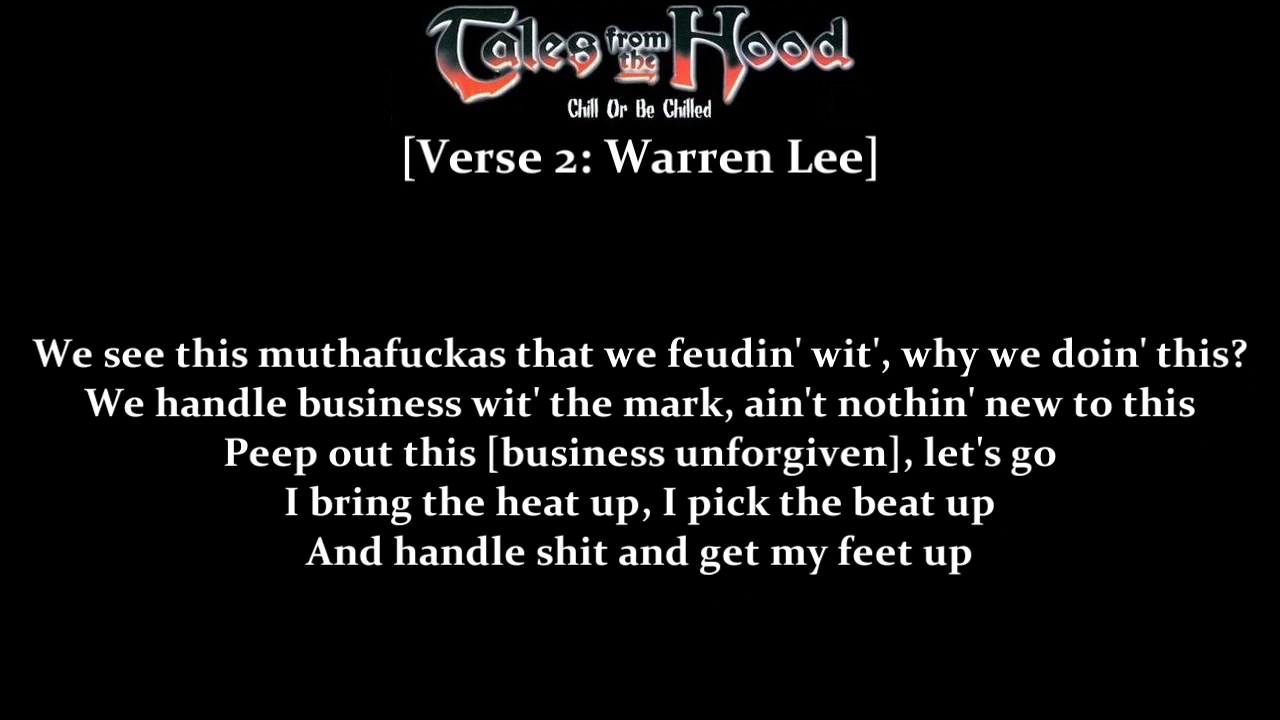 Tales from the Hood
Chill Or Be Chilled
[Verse 2: Warren Lee]
We see this muthafuckas that we feudin' wit', why we doin' this?
We handle business wit' the mark, ain't nothin' new to this
Peep out this [business unforgiven], let's go
I bring the heat up, I pick the beat up
And handle shit and get my feet up